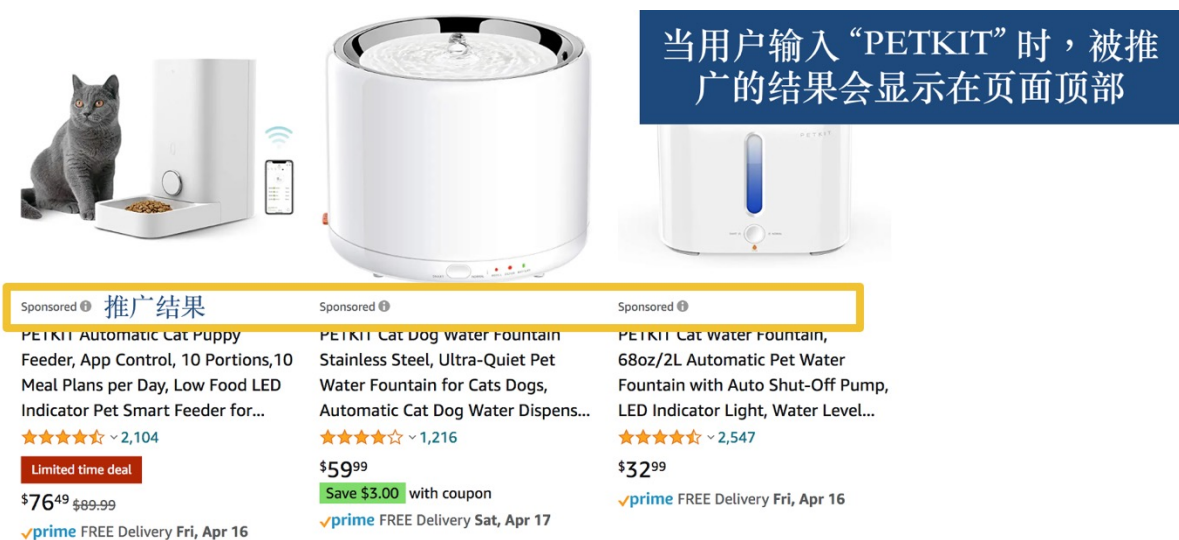 当用户输入 “PETKIT” 时，被推
广的结果会显示在页面顶部
PETKIT
Sponsored 推广结果
PETKIT Automatic Cat Puppy
Feeder, App Control, 10 Portions,10
Meal Plans per Day, Low Food LED
Indicator Pet Smart Feeder for...
2,104
Limited time deal
$76⁴⁹ $89.99
prime FREE Delivery Fri, Apr 16
Sponsored
PETKIT Cat Dog Water Fountain
Stainless Steel, Ultra-Quiet Pet
Water Fountain for Cats Dogs,
Automatic Cat Dog Water Dispens...
1,216
$59⁹⁹
Save $3.00 with coupon
prime FREE Delivery Sat, Apr 17
Sponsored
PETKIT Cat Water Fountain,
68oz/2L Automatic Pet Water
Fountain with Auto Shut-Off Pump,
LED Indicator Light, Water Level...
2,547
$32⁹⁹
prime FREE Delivery Fri, Apr 16